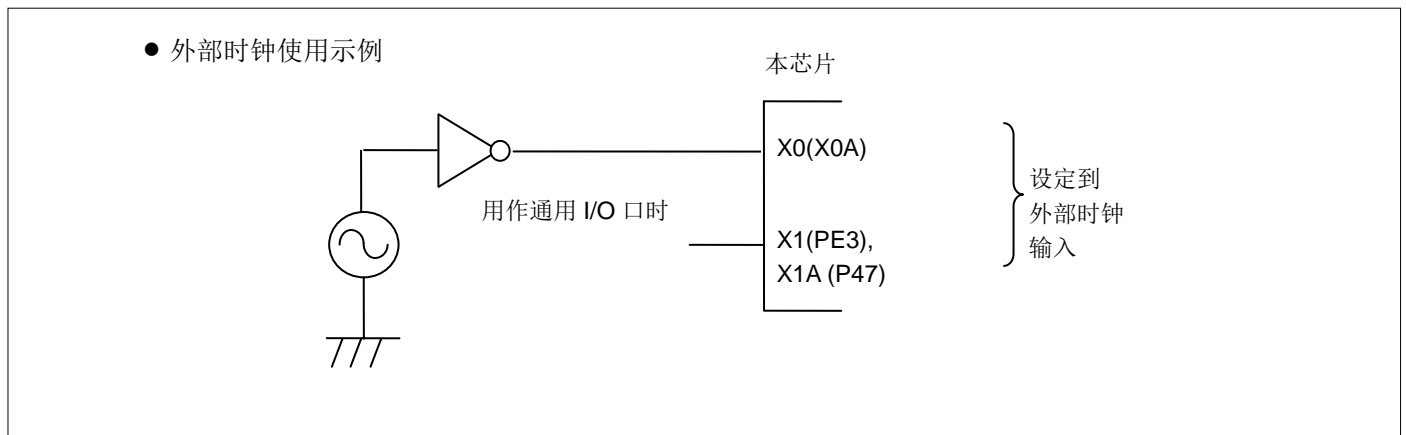 ● 外部时钟使用示例
本芯片
X0(X0A)
用作通用 I/O 口时
X1(PE3),
X1A (P47)
设定到
外部时钟
输入